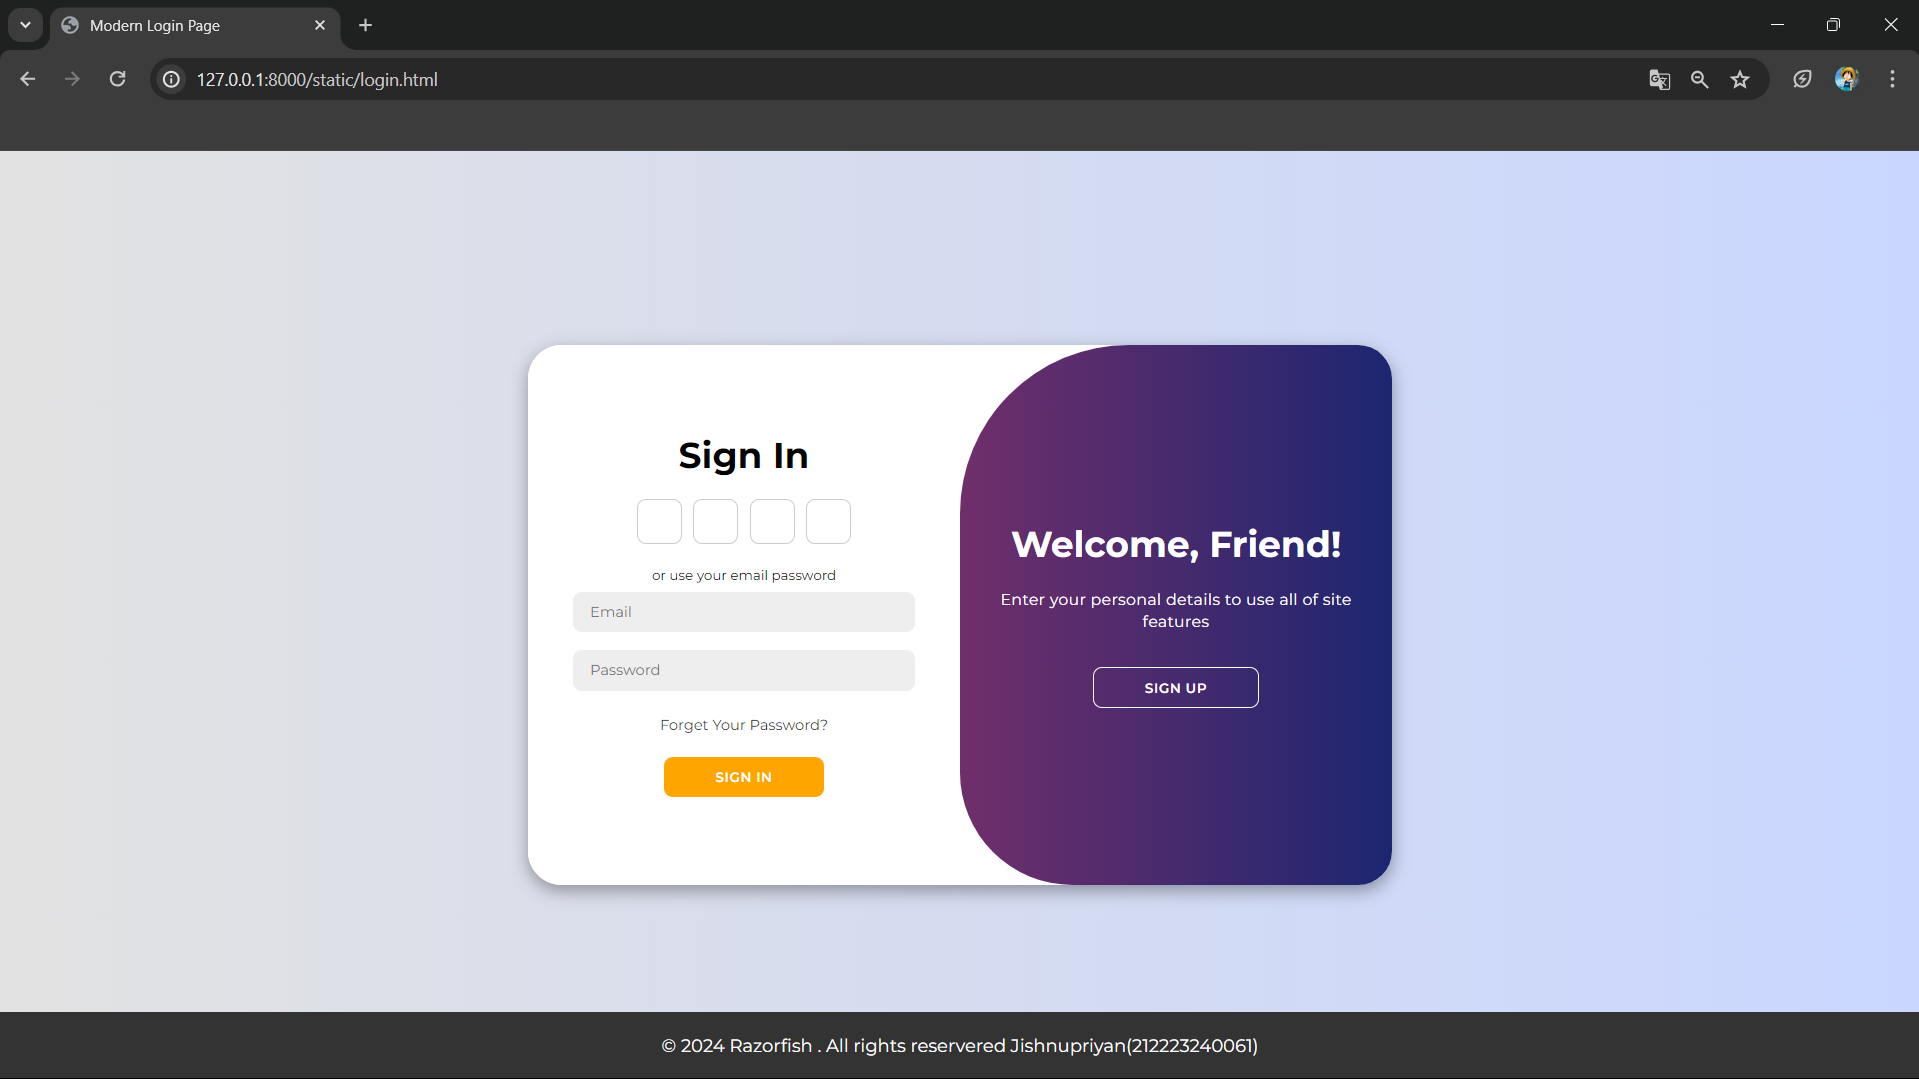 Modern Login Page
127.0.0.1:8000/static/login.html
Sign In
or use your email password
Email
Password
Forget Your Password?
SIGN IN
Welcome, Friend!
Enter your personal details to use all of site
features
SIGN UP
© 2024 Razorfish . All rights reservered Jishnupriyan(212223240061)